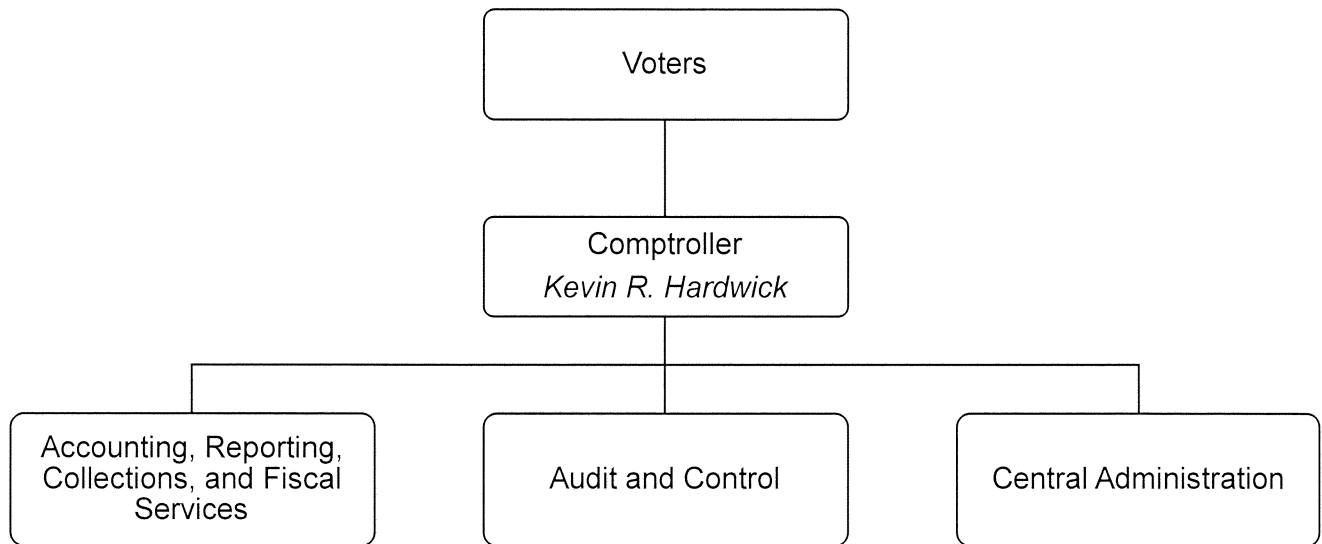 Voters
Comptroller
Kevin R. Hardwick
Accounting, Reporting,
Collections, and Fiscal
Services
Audit and Control
Central Administration